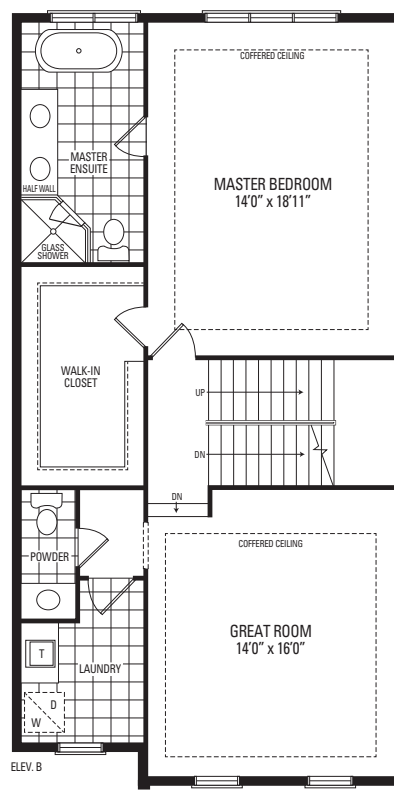 COFFERED CEILING
MASTER
ENSUITE
MASTER BEDROOM
14'0" x 18'11"
HALF WALL
GLASS
SHOWER
WALK-IN
CLOSET
UP
DN
DN
POWDER
COFFERED CEILING
GREAT ROOM
14'0" x 16'0"
T
LAUNDRY
D
W
ELEV. B